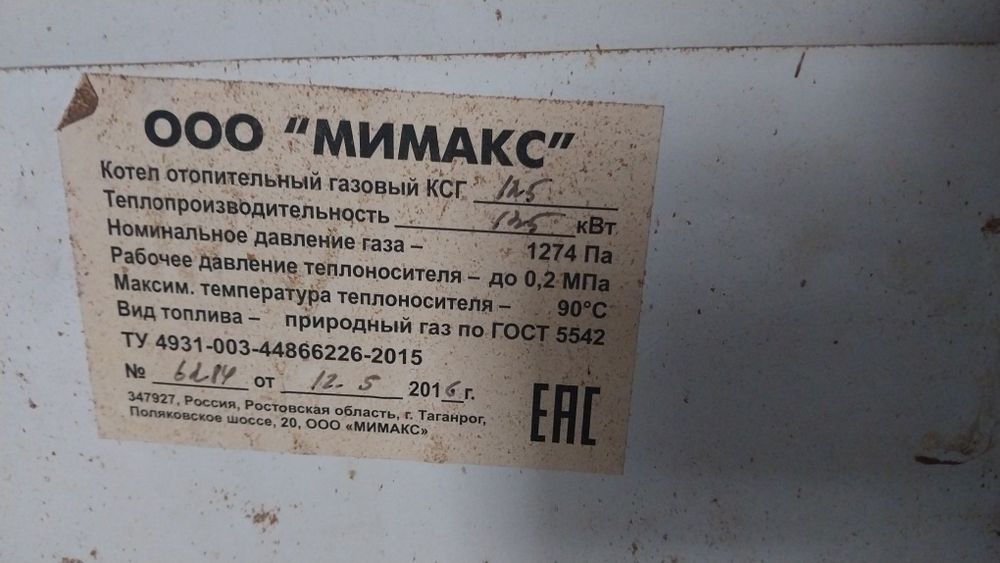 ООО "МИМАКС"
Котел отопительный газовый КСГ 125
Теплопроизводительность 125 кВт
Номинальное давление газа – 1274 Па
Рабочее давление теплоносителя – до 0,2 МПа
Максим. температура теплоносителя – 90°С
Вид топлива – природный газ по ГОСТ 5542
ТУ 4931-003-44866226-2015
№ 6284 от 12.5 2016 г.
347927, Россия, Ростовская область, г. Таганрог,
Поляковское шоссе, 20, ООО «МИМАКС»
ЕАС